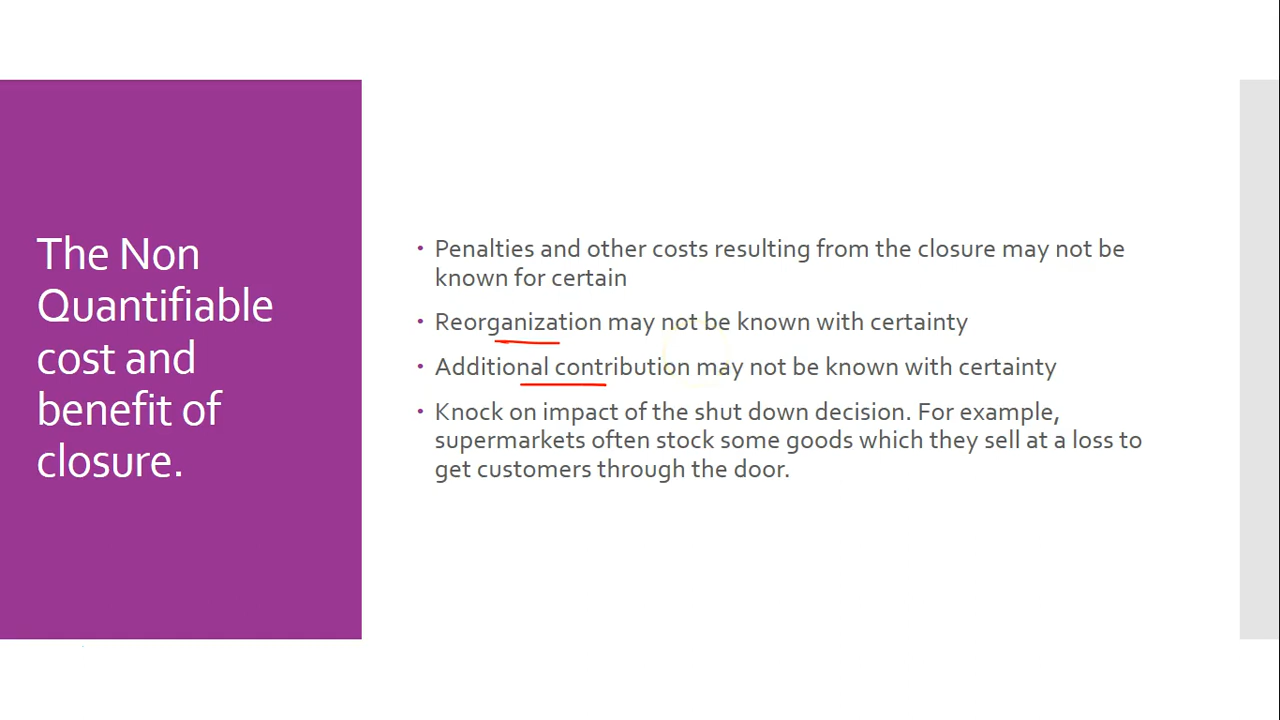 The Non
Quantifiable
cost and
benefit of
closure.
• Penalties and other costs resulting from the closure may not be
known for certain
• Reorganization may not be known with certainty
• Additional contribution may not be known with certainty
• Knock on impact of the shut down decision. For example,
supermarkets often stock some goods which they sell at a loss to
get customers through the door.